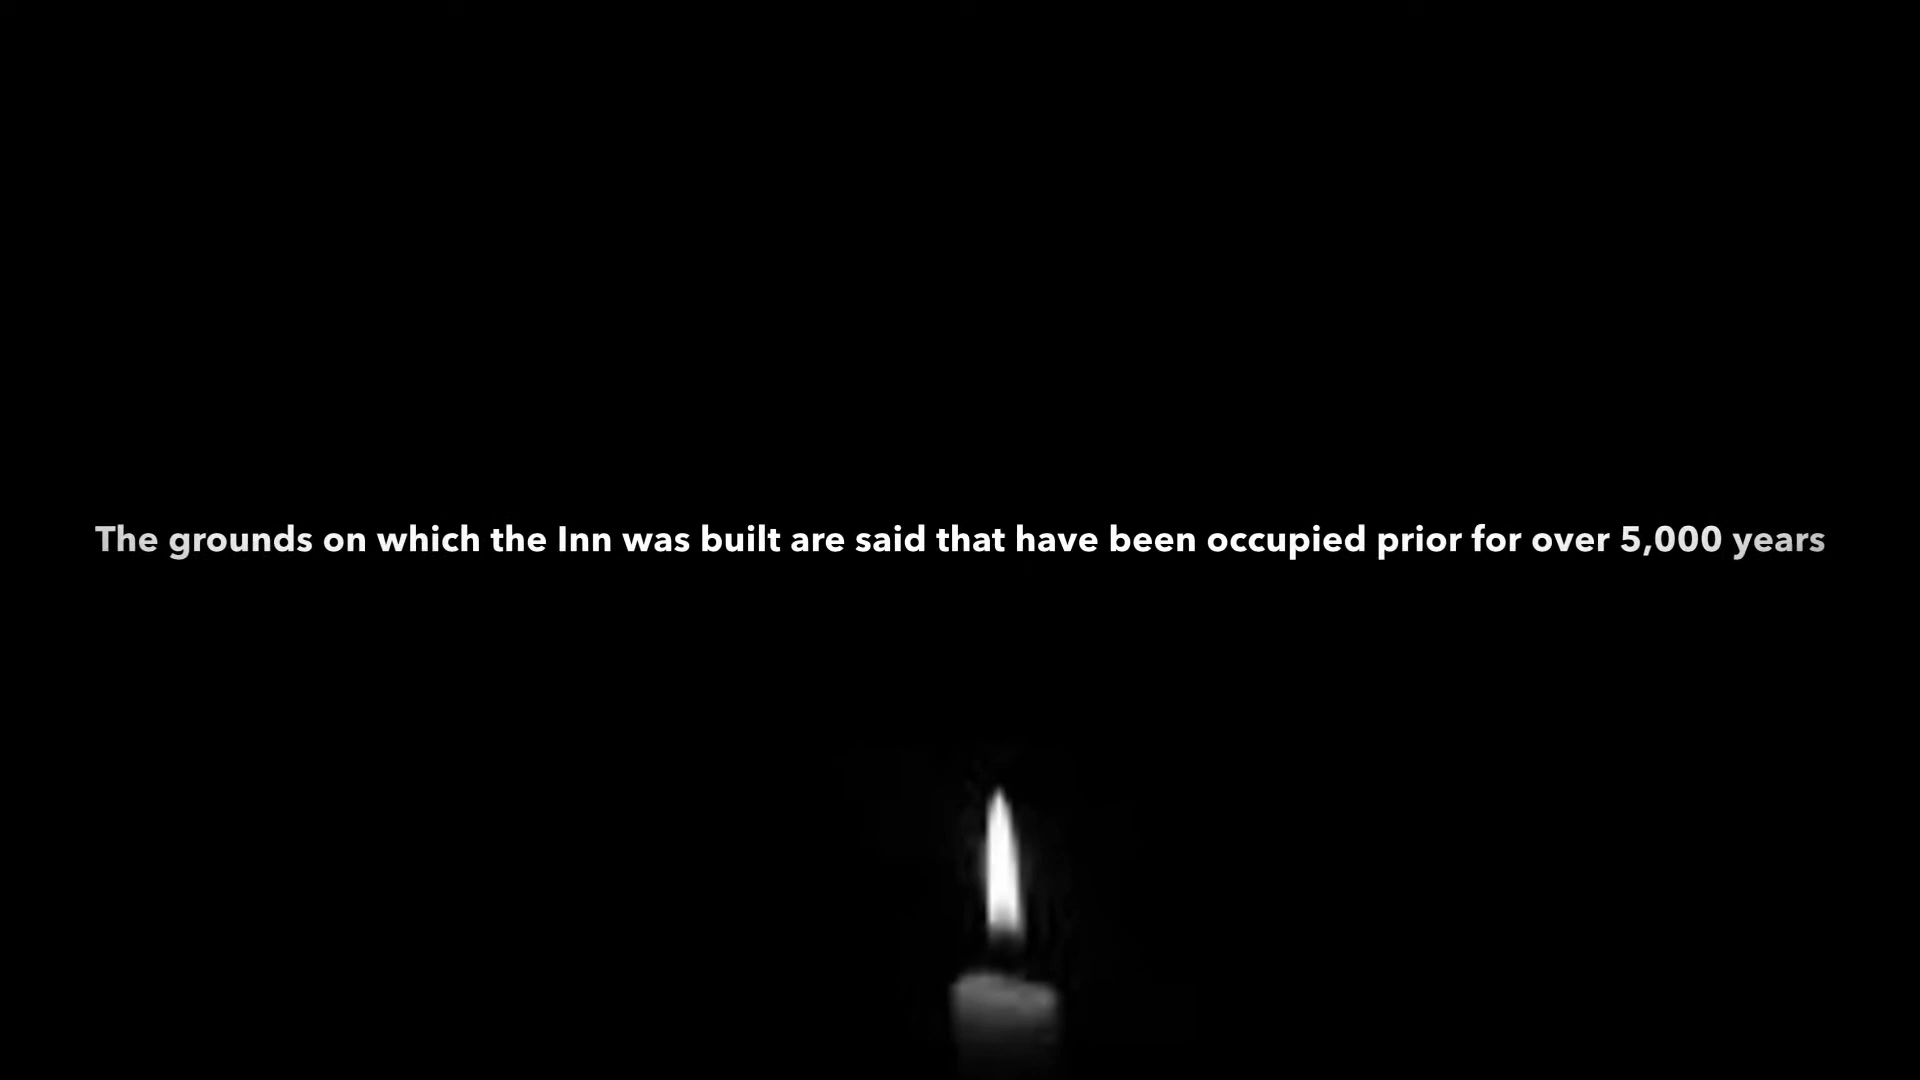 The grounds on which the Inn was built are said that have been occupied prior for over 5,000 years